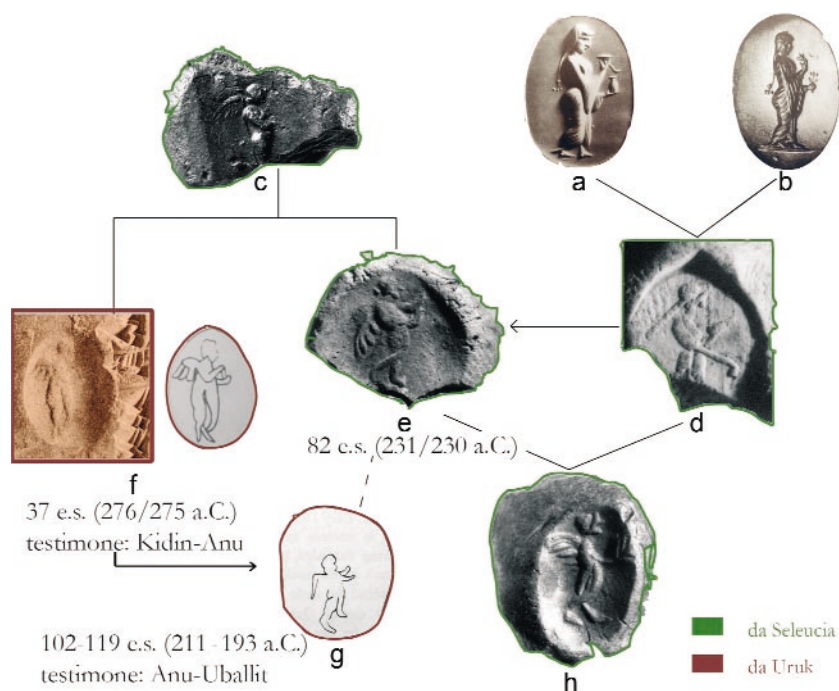 a
b
c
d
e
82 e.s. (231/230 a.C.)
f
37 e.s. (276/275 a.C.)
testimone: Kidin-Anu
102-119 e.s. (211 -193 a.C.)
testimone: Anu-Uballit
g
h
da Seleucia
da Uruk